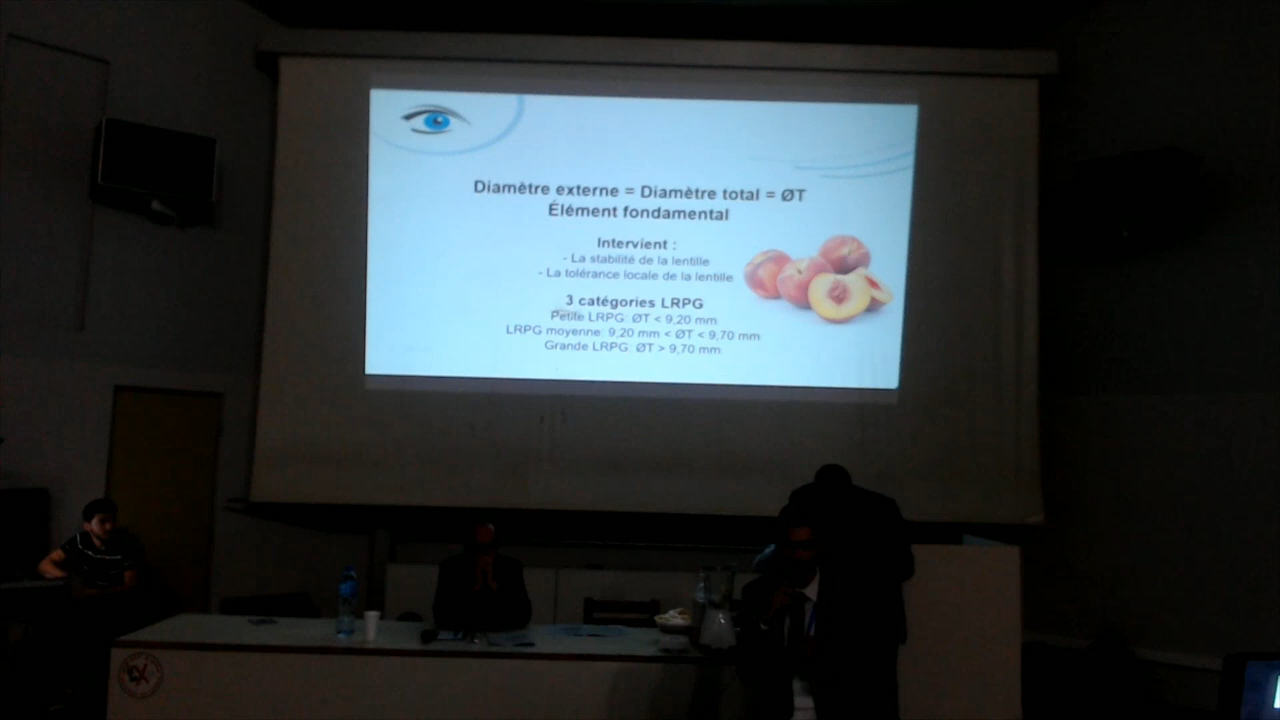 Diamètre externe = Diamètre total = ØT
Élément fondamental
Intervient :
- La stabilité de la lentille
- La tolérance locale de la lentille
3 catégories LRPG
Petite LRPG: ØT < 9,20 mm
LRPG moyenne: 9,20 mm < ØT < 9,70 mm
Grande LRPG: ØT > 9,70 mm